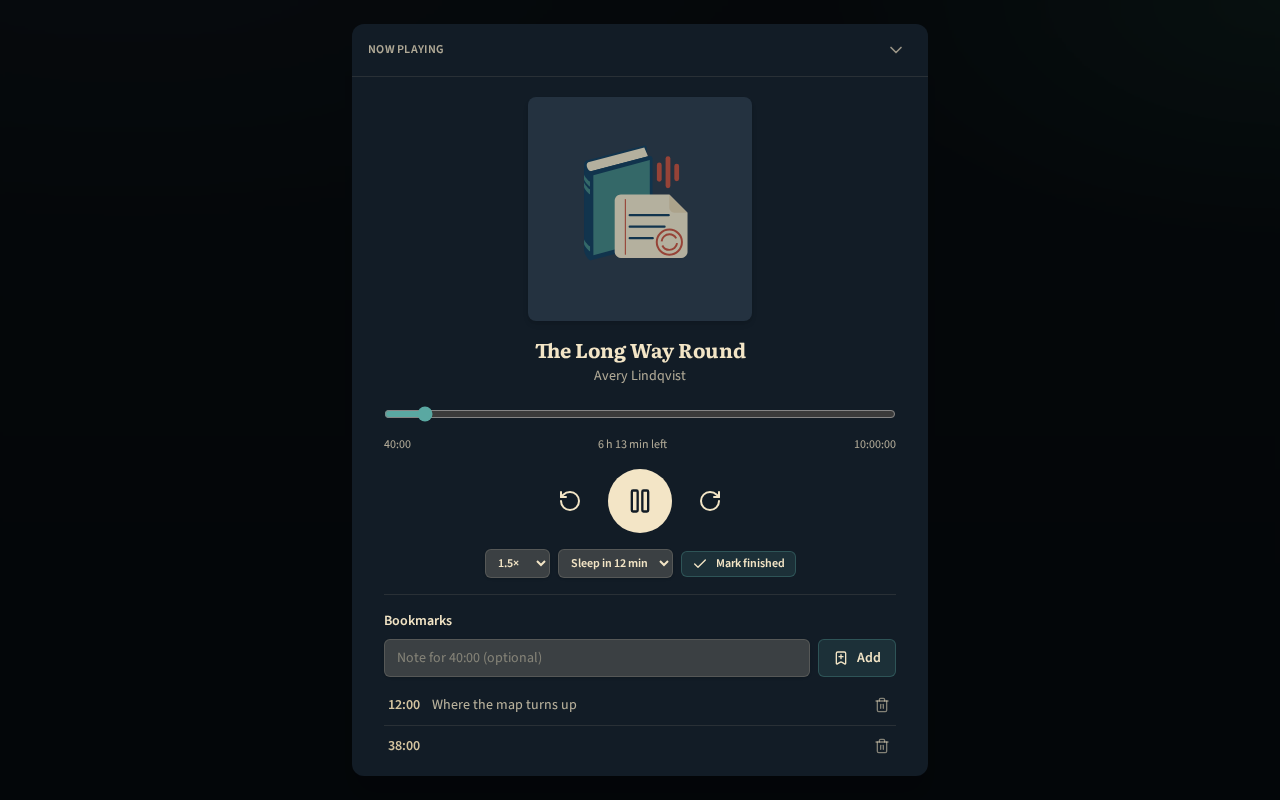 NOW PLAYING
The Long Way Round
Avery Lindqvist
40:00 6 h 13 min left 10:00:00
1.5× Sleep in 12 min Mark finished
Bookmarks
Note for 40:00 (optional) Add
12:00 Where the map turns up
38:00